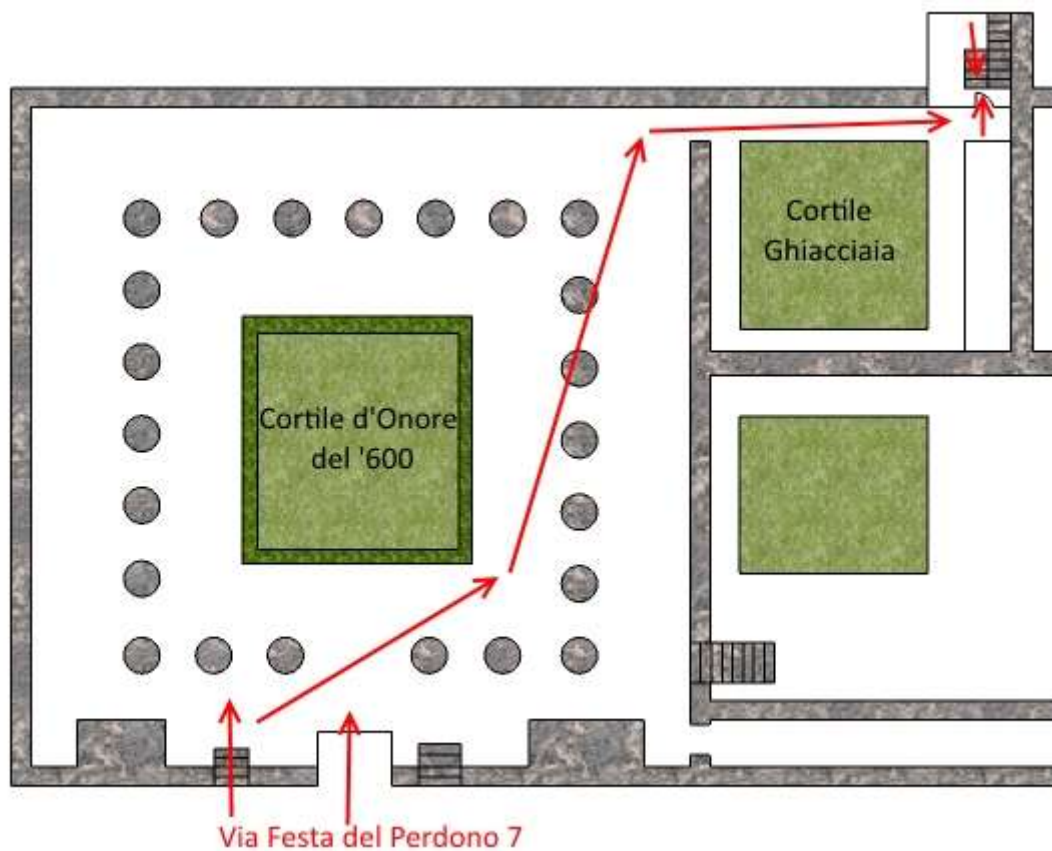 Cortile
Ghiacciaia
Cortile d'Onore
del '600
Via Festa del Perdono 7